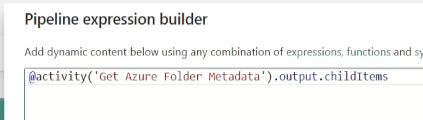 Pipeline expression builder
Add dynamic content below using any combination of expressions, functions and sy
@activity('Get Azure Folder Metadata').output.childItems